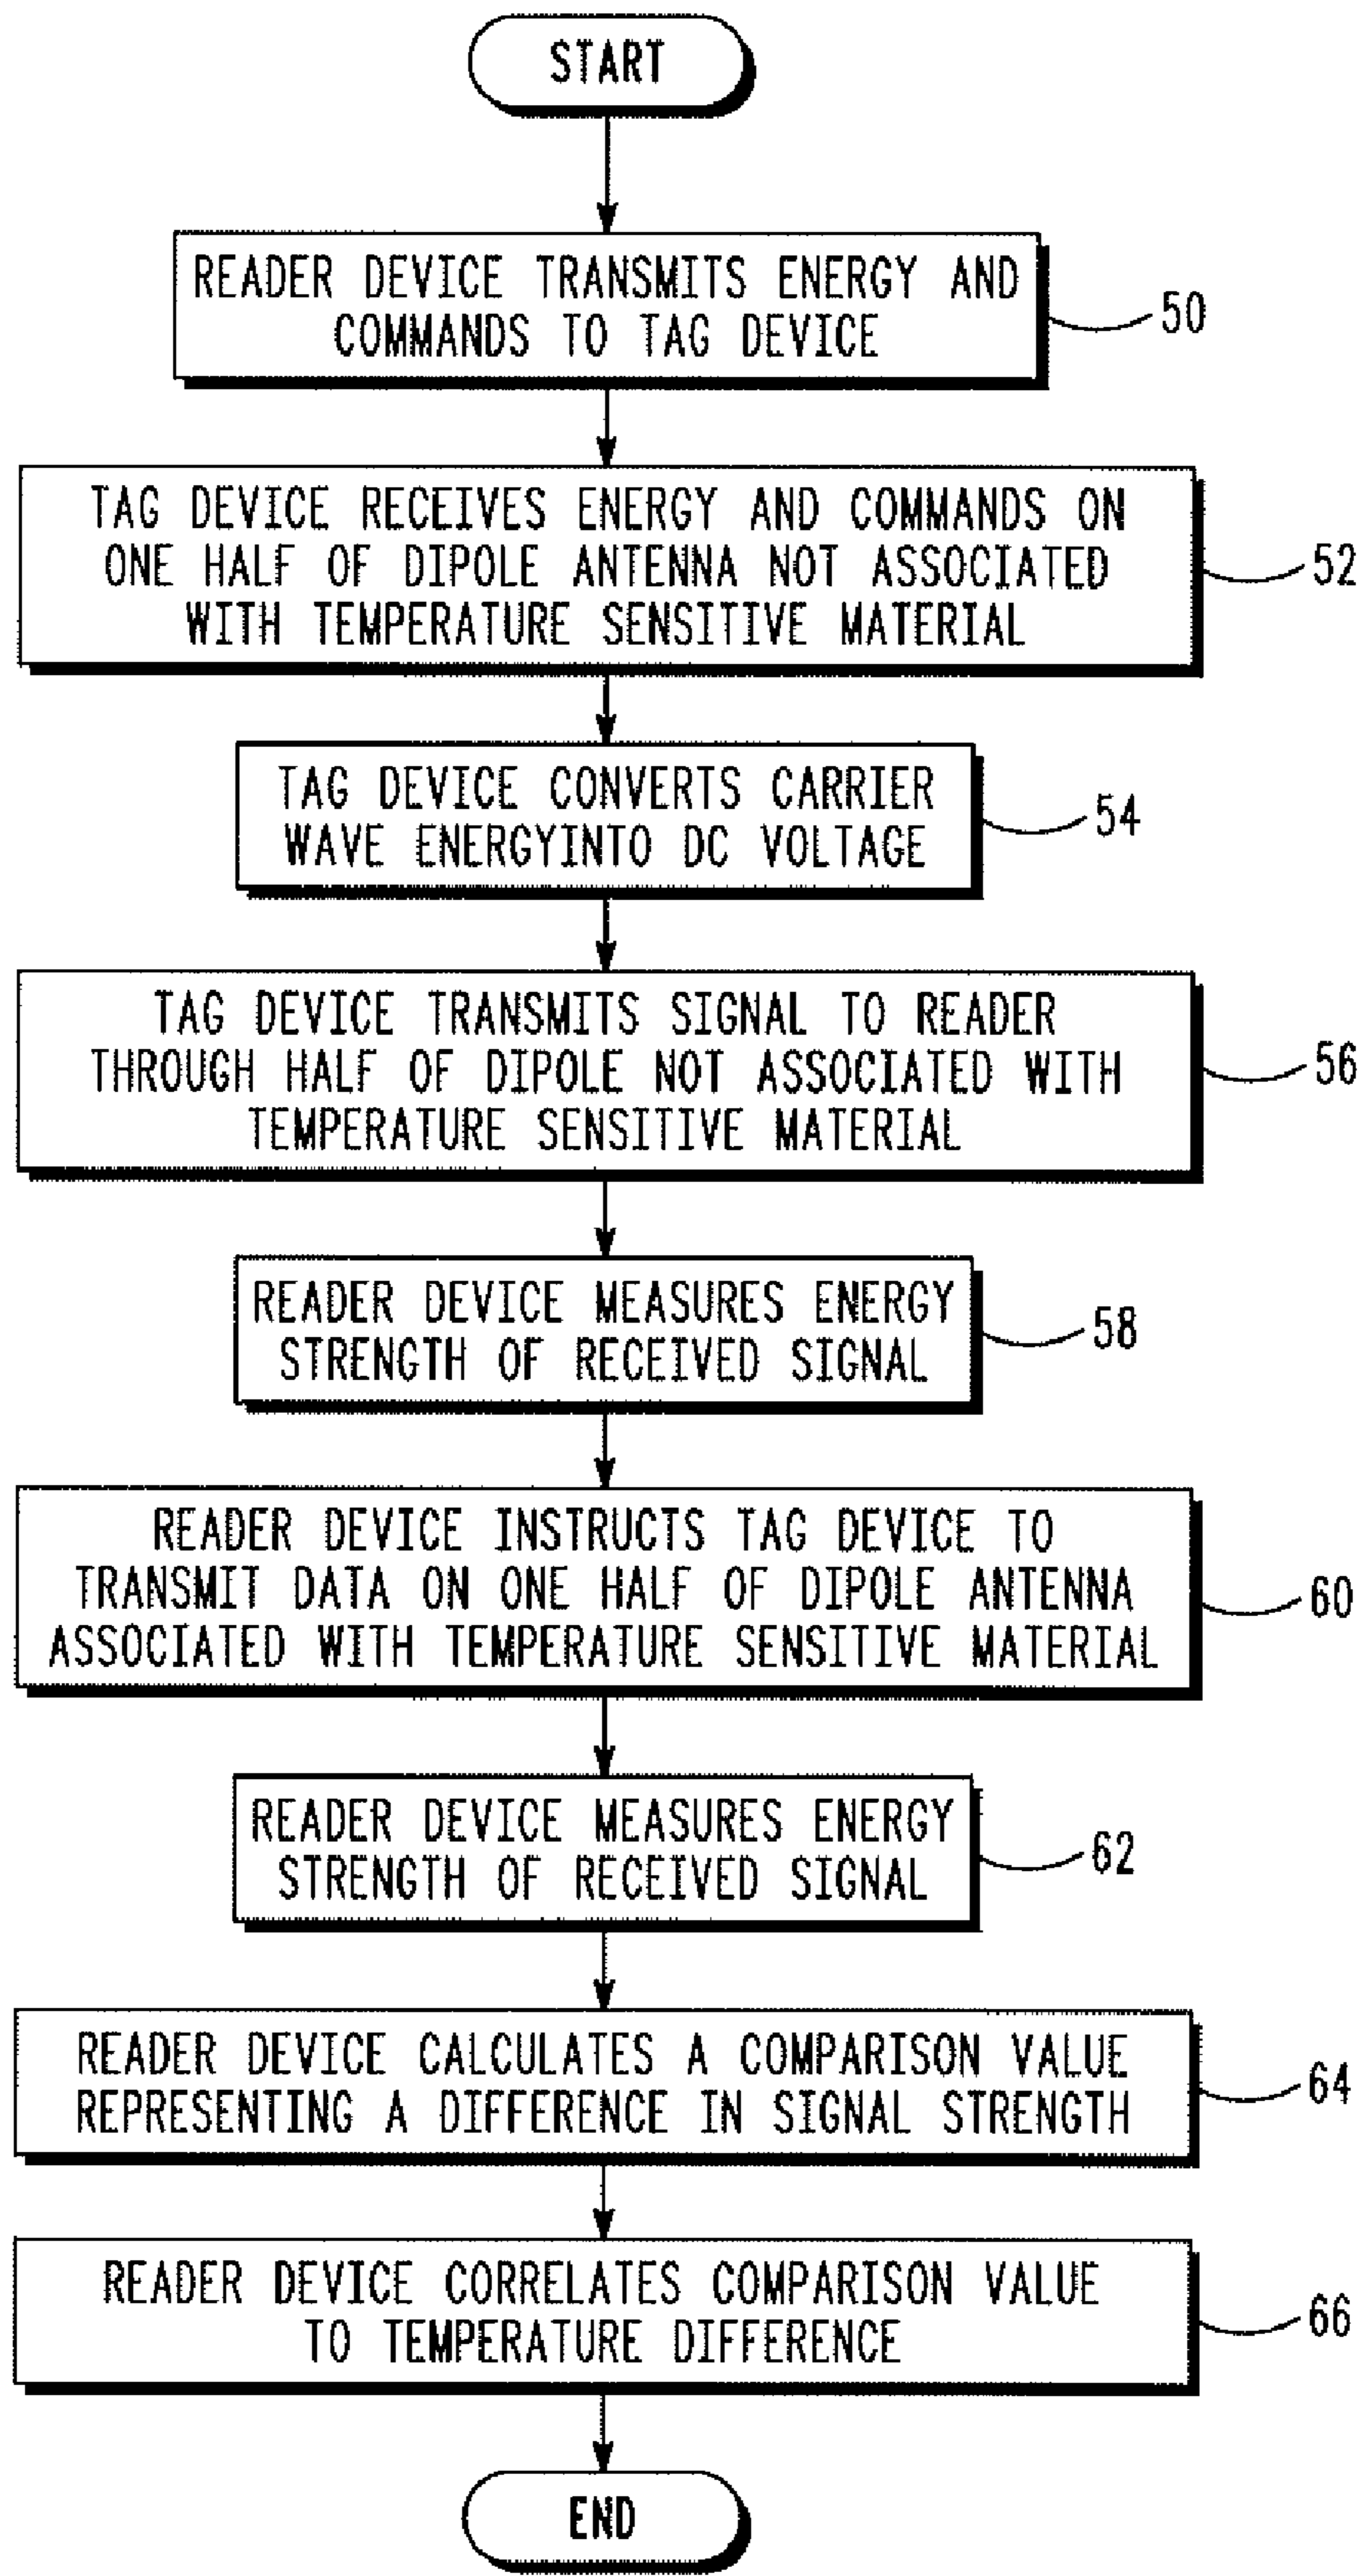 START
READER DEVICE TRANSMITS ENERGY AND
COMMANDS TO TAG DEVICE
50
TAG DEVICE RECEIVES ENERGY AND COMMANDS ON
ONE HALF OF DIPOLE ANTENNA NOT ASSOCIATED
WITH TEMPERATURE SENSITIVE MATERIAL
52
TAG DEVICE CONVERTS CARRIER
WAVE ENERGYINTO DC VOLTAGE
54
TAG DEVICE TRANSMITS SIGNAL TO READER
THROUGH HALF OF DIPOLE NOT ASSOCIATED WITH
TEMPERATURE SENSITIVE MATERIAL
56
READER DEVICE MEASURES ENERGY
STRENGTH OF RECEIVED SIGNAL
58
READER DEVICE INSTRUCTS TAG DEVICE TO
TRANSMIT DATA ON ONE HALF OF DIPOLE ANTENNA
ASSOCIATED WITH TEMPERATURE SENSITIVE MATERIAL
60
READER DEVICE MEASURES ENERGY
STRENGTH OF RECEIVED SIGNAL
62
READER DEVICE CALCULATES A COMPARISON VALUE
REPRESENTING A DIFFERENCE IN SIGNAL STRENGTH
64
READER DEVICE CORRELATES COMPARISON VALUE
TO TEMPERATURE DIFFERENCE
66
END